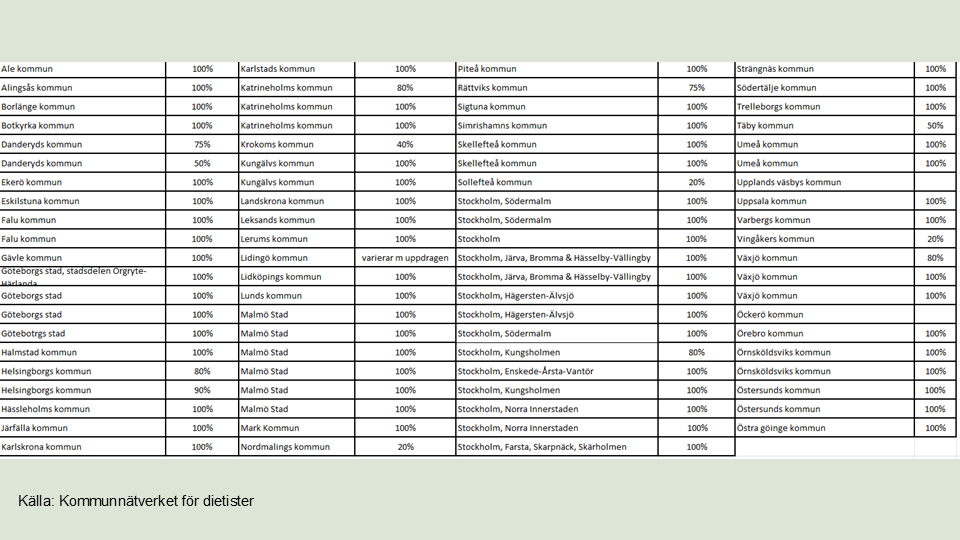 Ale kommun 100% Karlstads kommun 100% Piteå kommun 100% Strängnäs kommun 100%
Alingsås kommun 100% Katrineholms kommun 80% Rättviks kommun 75% Södertälje kommun 100%
Borlänge kommun 100% Katrineholms kommun 100% Sigtuna kommun 100% Trelleborgs kommun 100%
Botkyrka kommun 100% Katrineholms kommun 100% Simrishamns kommun 100% Täby kommun 50%
Danderyds kommun 75% Krokoms kommun 40% Skellefteå kommun 100% Umeå kommun 100%
Danderyds kommun 50% Kungälvs kommun 100% Skellefteå kommun 100% Umeå kommun 100%
Ekerö kommun 100% Kungälvs kommun 100% Sollefteå kommun 20% Upplands väsbys kommun
Eskilstuna kommun 100% Landskrona kommun 100% Stockholm, Södermalm 100% Uppsala kommun 100%
Falu kommun 100% Leksands kommun 100% Stockholm, Södermalm 100% Varbergs kommun 100%
Falu kommun 100% Lerums kommun 100% Stockholm 100% Vingåkers kommun 20%
Gävle kommun 100% Lidingö kommun varierar m uppdragen Stockholm, Järva, Bromma & Hässelby-Vällingby 100% Växjö kommun 80%
Göteborgs stad, stadsdelen Örgryte-
Härlanda 100% Lidköpings kommun 100% Stockholm, Järva, Bromma & Hässelby-Vällingby 100% Växjö kommun 100%
Göteborgs stad 100% Lunds kommun 100% Stockholm, Hägersten-Älvsjö 100% Växjö kommun 100%
Göteborgs stad 100% Malmö Stad 100% Stockholm, Hägersten-Älvsjö 100% Öckerö kommun
Götebotrgs stad 100% Malmö Stad 100% Stockholm, Södermalm 100% Örebro kommun 100%
Halmstad kommun 100% Malmö Stad 100% Stockholm, Kungsholmen 80% Örnsköldsviks kommun 100%
Helsingborgs kommun 80% Malmö Stad 100% Stockholm, Enskede-Årsta-Vantör 100% Örnsköldsviks kommun 100%
Helsingborgs kommun 90% Malmö Stad 100% Stockholm, Kungsholmen 100% Östersunds kommun 100%
Hässleholms kommun 100% Malmö Stad 100% Stockholm, Norra Innerstaden 100% Östersunds kommun 100%
Järfälla kommun 100% Mark Kommun 100% Stockholm, Norra Innerstaden 100% Östra göinge kommun 100%
Karlskrona kommun 100% Nordmalings kommun 20% Stockholm, Farsta, Skarpnäck, Skärholmen 100%
Källa: Kommunnätverket för dietister